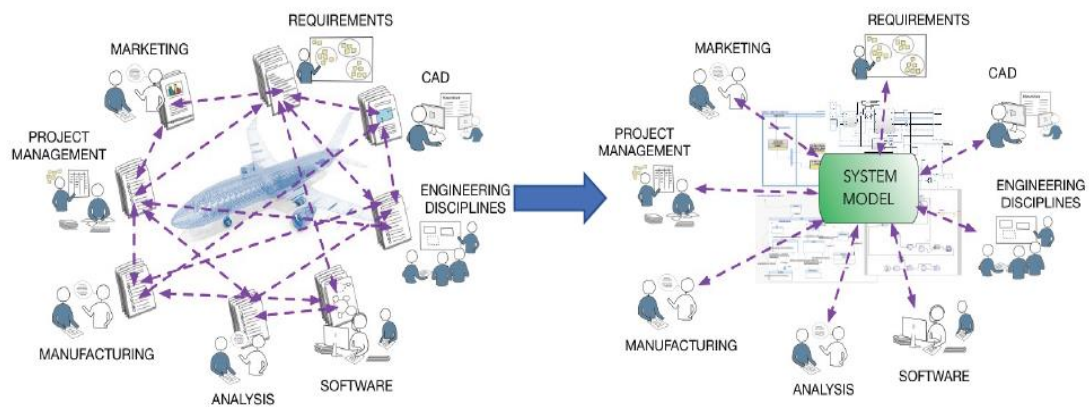 REQUIREMENTS
MARKETING
CAD
PROJECT
MANAGEMENT
ENGINEERING
DISCIPLINES
MANUFACTURING
ANALYSIS
SOFTWARE
REQUIREMENTS
MARKETING
CAD
PROJECT
MANAGEMENT
SYSTEM
MODEL
ENGINEERING
DISCIPLINES
MANUFACTURING
ANALYSIS
SOFTWARE